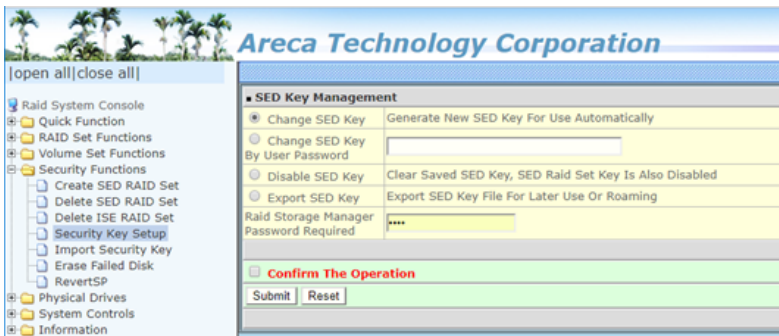 Areca Technology Corporation
|open all|close all|
Raid System Console
Quick Function
RAID Set Functions
Volume Set Functions
Security Functions
Create SED RAID Set
Delete SED RAID Set
Delete ISE RAID Set
Security Key Setup
Import Security Key
Erase Failed Disk
RevertSP
Physical Drives
System Controls
Information
SED Key Management
Change SED Key Generate New SED Key For Use Automatically
Change SED Key
By User Password
Disable SED Key Clear Saved SED Key, SED Raid Set Key Is Also Disabled
Export SED Key Export SED Key File For Later Use Or Roaming
Raid Storage Manager
Password Required ••••
Confirm The Operation
Submit Reset